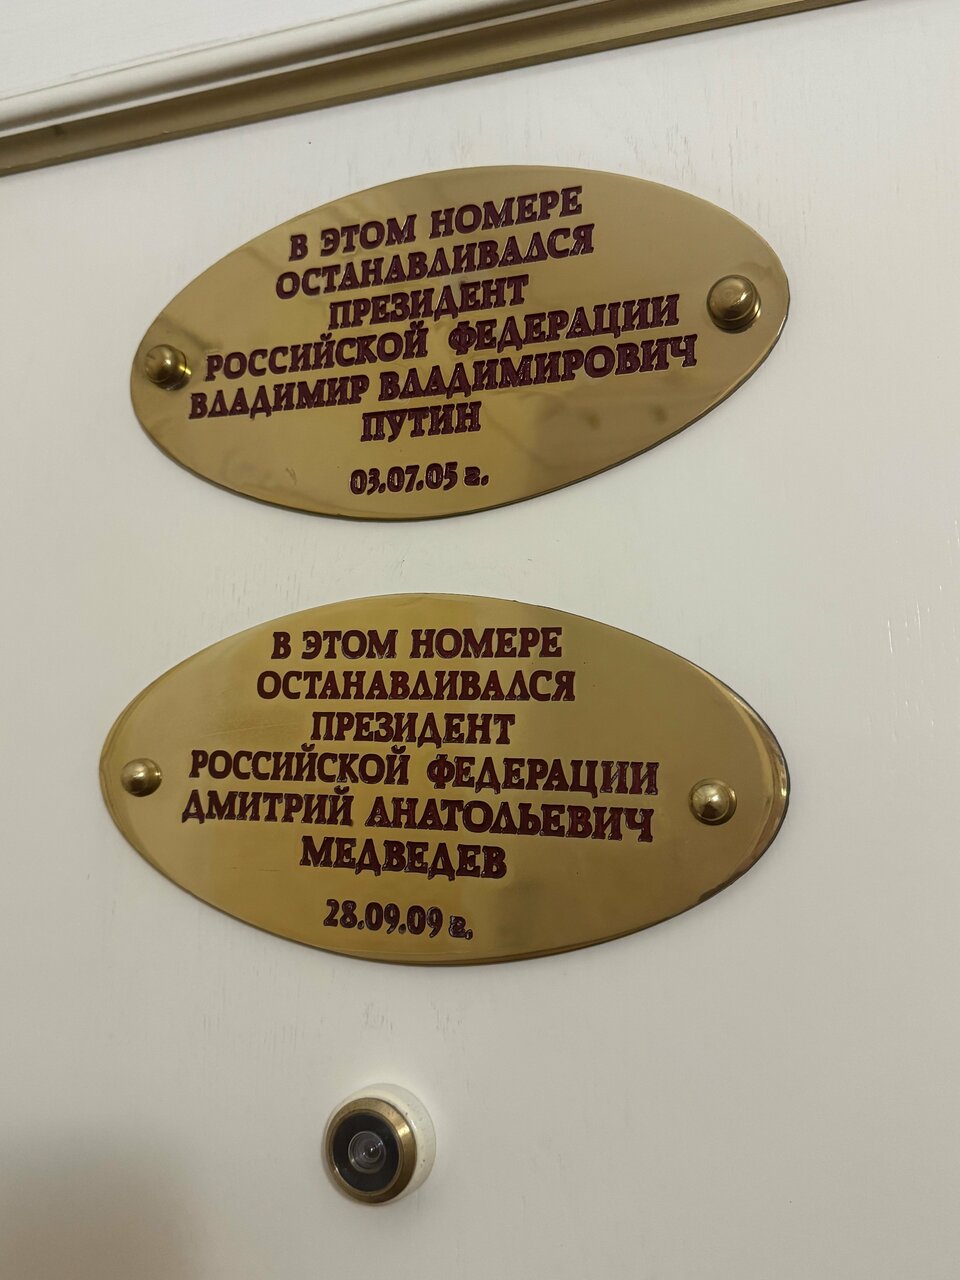 В ЭТОМ НОМЕРЕ
ОСТАНАВЛИВАЛСЯ
ПРЕЗИДЕНТ
РОССИЙСКОЙ ФЕДЕРАЦИИ
ВЛАДИМИР ВЛАДИМИРОВИЧ
ПУТИН
03.07.05 г.
В ЭТОМ НОМЕРЕ
ОСТАНАВЛИВАЛСЯ
ПРЕЗИДЕНТ
РОССИЙСКОЙ ФЕДЕРАЦИИ
ДМИТРИЙ АНАТОЛЬЕВИЧ
МЕДВЕДЕВ
28.09.09 г.